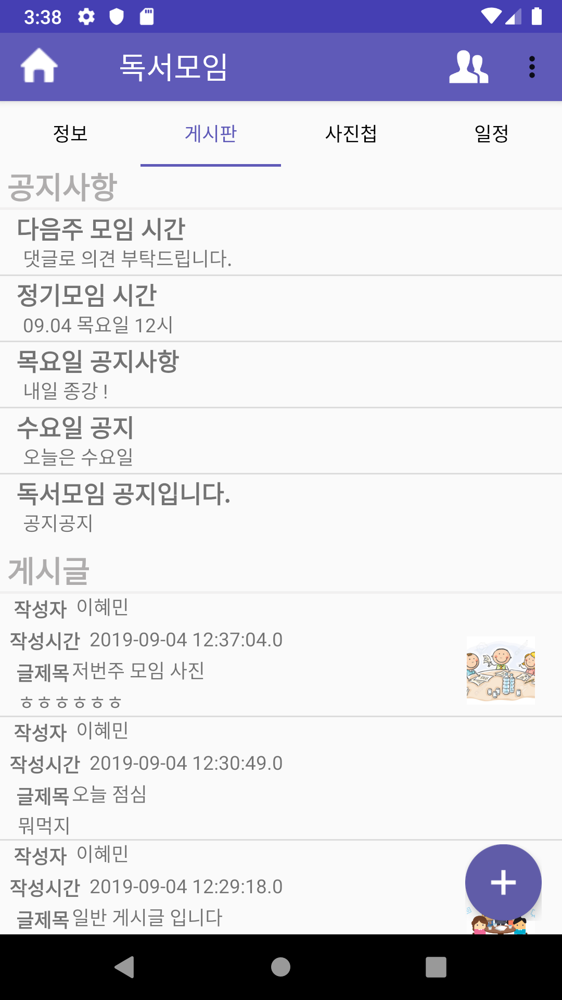 3:38
독서모임
정보 게시판 사진첩 일정
공지사항
다음주 모임 시간
댓글로 의견 부탁드립니다.
정기모임 시간
09.04 목요일 12시
목요일 공지사항
내일 종강 !
수요일 공지
오늘은 수요일
독서모임 공지입니다.
공지공지
게시글
작성자 이혜민
작성시간 2019-09-04 12:37:04.0
글제목 저번주 모임 사진
ㅎㅎㅎㅎㅎㅎ
작성자 이혜민
작성시간 2019-09-04 12:30:49.0
글제목 오늘 점심
뭐먹지
작성자 이혜민
작성시간 2019-09-04 12:29:18.0
글제목 일반 게시글 입니다